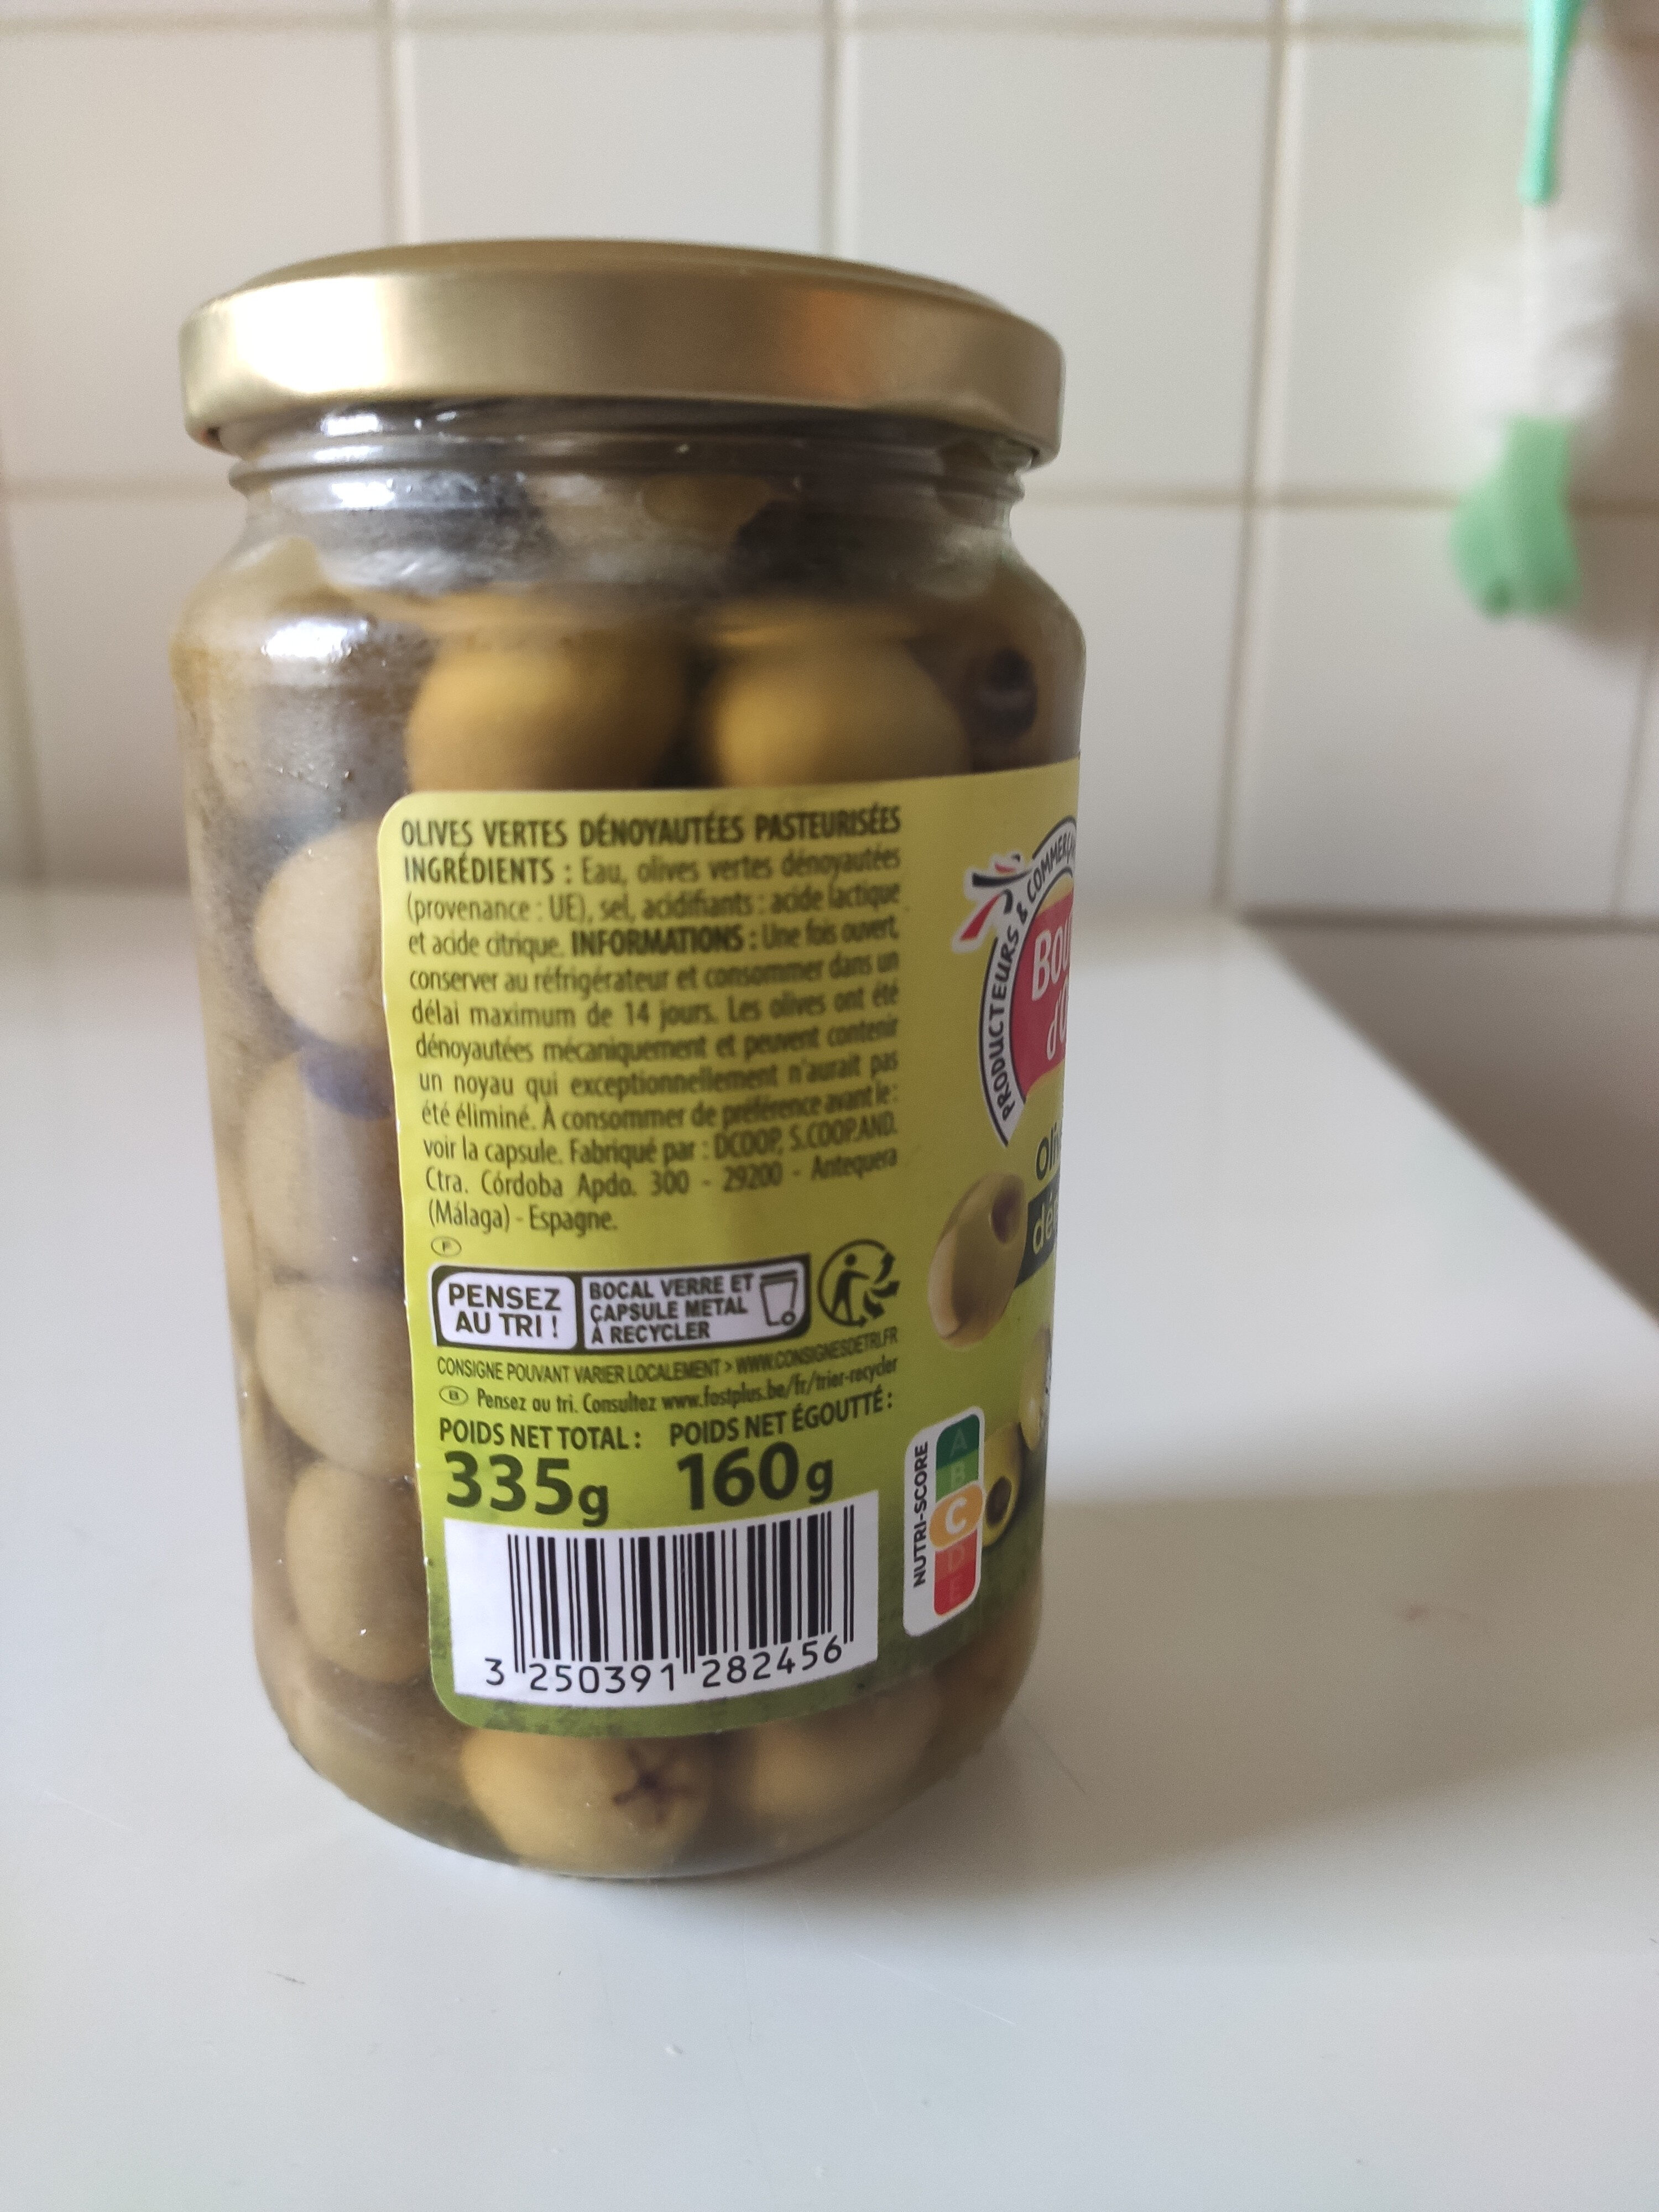 OLIVES VERTES DÉNOYAUTÉES PASTEURISÉES
INGRÉDIENTS : Eau, olives vertes dénoyautées
(provenance : UE), sel, acidifiants : acide lactique
et acide citrique. INFORMATIONS : Une fois ouvert,
conserver au réfrigérateur et consommer dans un
délai maximum de 14 jours. Les olives ont été
dénoyautées mécaniquement et peuvent contenir
un noyau qui exceptionnellement n'aurait pas
été éliminé. À consommer de préférence avant le :
voir la capsule. Fabriqué par : DCOOP, S.COOP.AND.
Ctra. Córdoba Apdo. 300 - 29200 - Antequera
(Málaga) - Espagne.
F
PENSEZ
AU TRI !
BOCAL VERRE ET
CAPSULE METAL
À RECYCLER
CONSIGNE POUVANT VARIER LOCALEMENT > WWW.CONSIGNESDETRI.FR
B Pensez au tri. Consultez www.fostplus.be/fr/trier-recycler
POIDS NET TOTAL : POIDS NET ÉGOUTTÉ :
335g 160g
3 250391 282456
PRODUCTEURS & COMMERÇAN
Bou
d'
Oli
dé
NUTRI-SCORE
A
B
C
D
E